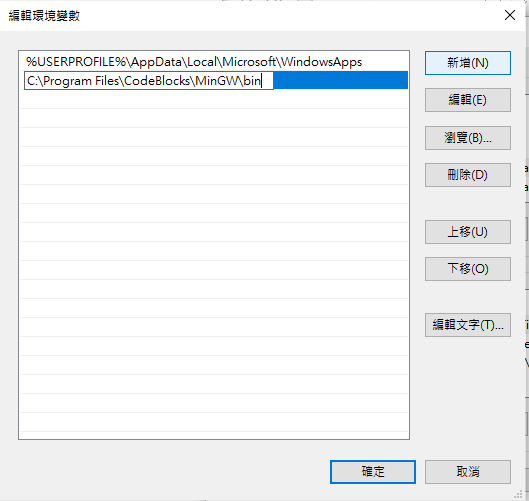 編輯環境變數
%USERPROFILE%\AppData\Local\Microsoft\WindowsApps
C:\Program Files\CodeBlocks\MinGW\bin
新增(N)
編輯(E)
瀏覽(B)...
刪除(D)
上移(U)
下移(O)
編輯文字(T)...
確定
取消